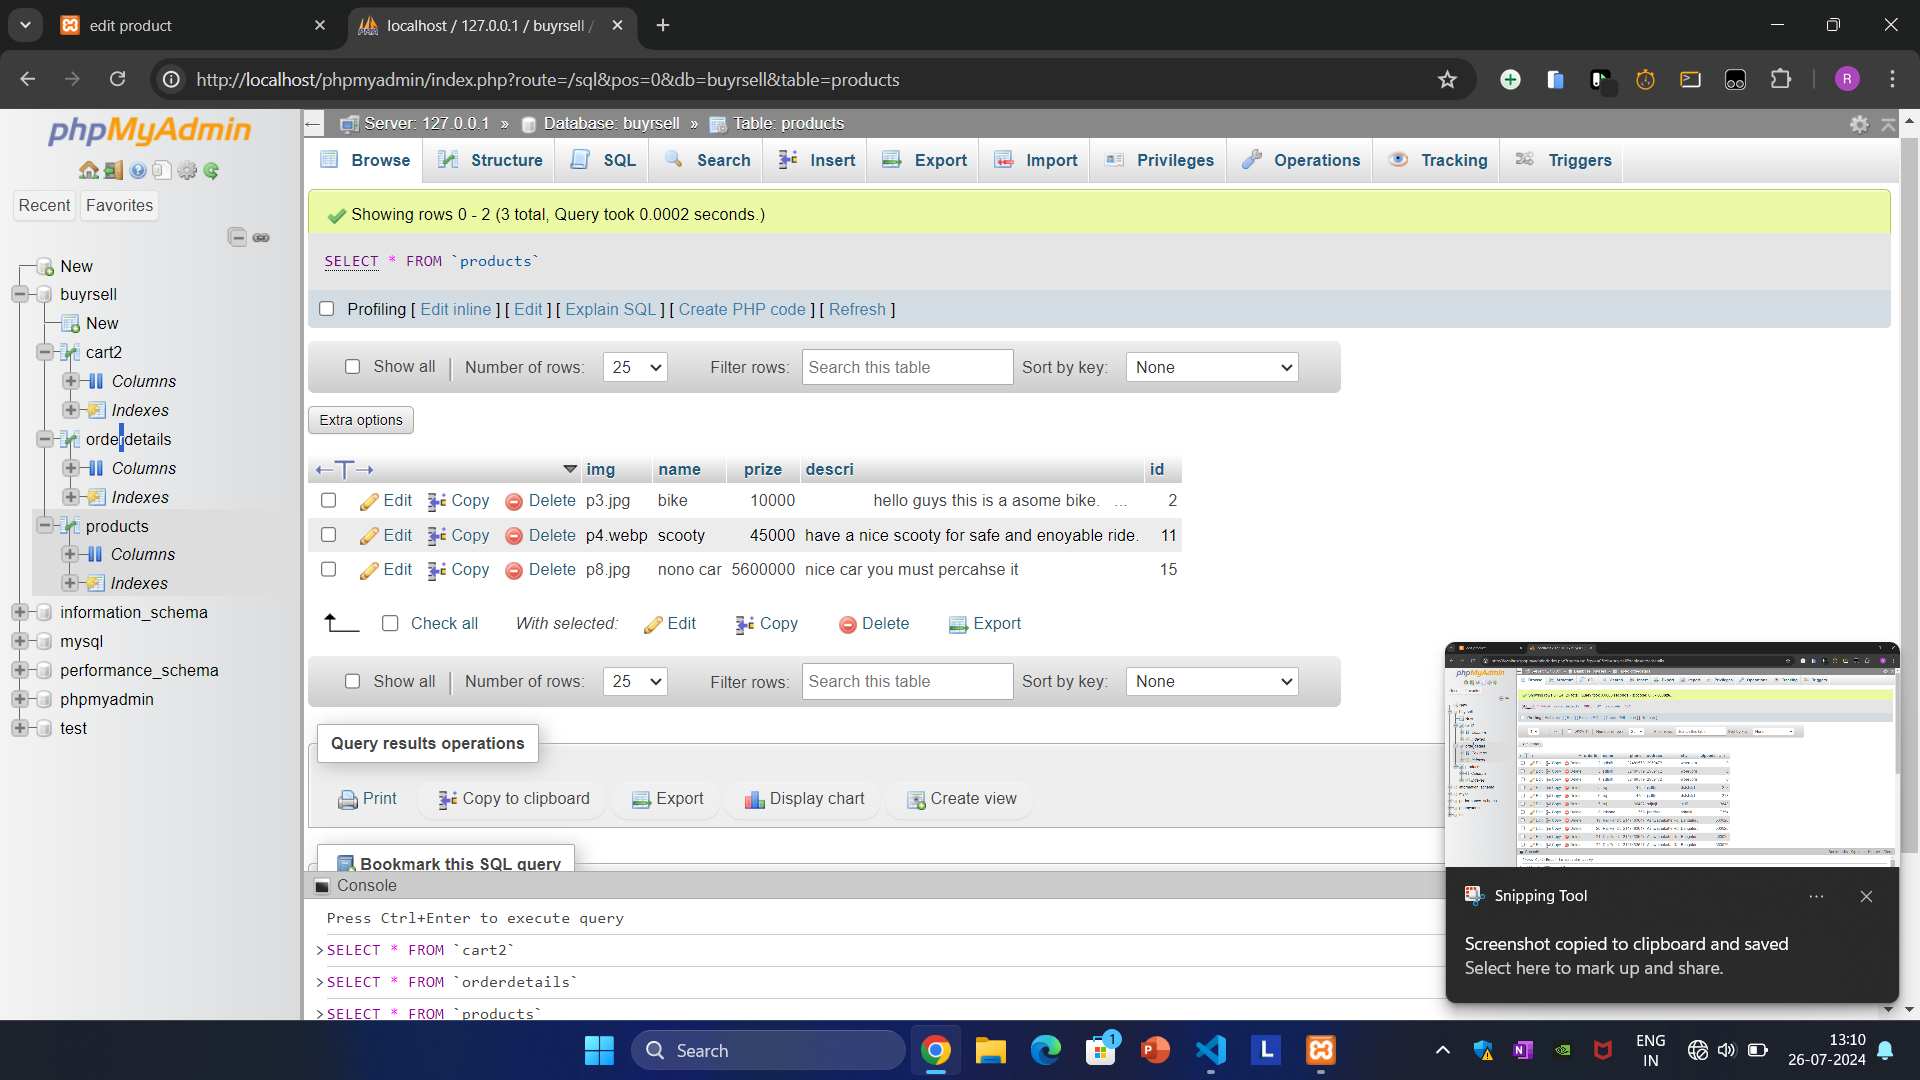 edit product
localhost / 127.0.0.1 / buyrsell /
http://localhost/phpmyadmin/index.php?route=/sql&pos=0&db=buyrsell&table=products
R
phpMyAdmin
Recent
Favorites
New
buyrsell
New
cart2
Columns
Indexes
orderdetails
Columns
Indexes
products
Columns
Indexes
information_schema
mysql
performance_schema
phpmyadmin
test
Server: 127.0.0.1 » Database: buyrsell » Table: products
Browse Structure SQL Search Insert Export Import Privileges Operations Tracking Triggers
Showing rows 0 - 2 (3 total, Query took 0.0002 seconds.)
SELECT * FROM `products`
Profiling [ Edit inline ] [ Edit ] [ Explain SQL ] [ Create PHP code ] [ Refresh ]
Show all Number of rows: 25 Filter rows: Search this table Sort by key: None
Extra options
←T→ img name prize descri id
Edit Copy Delete p3.jpg bike 10000 hello guys this is a asome bike. ... 2
Edit Copy Delete p4.webp scooty 45000 have a nice scooty for safe and enoyable ride. 11
Edit Copy Delete p8.jpg nono car 5600000 nice car you must percahse it 15
Check all With selected: Edit Copy Delete Export
Show all Number of rows: 25 Filter rows: Search this table Sort by key: None
Query results operations
Print Copy to clipboard Export Display chart Create view
Bookmark this SQL query
Console
Press Ctrl+Enter to execute query
>SELECT * FROM `cart2`
>SELECT * FROM `orderdetails`
>SELECT * FROM `products`
Snipping Tool
Screenshot copied to clipboard and saved
Select here to mark up and share.
Search
1
ENG
IN
13:10
26-07-2024